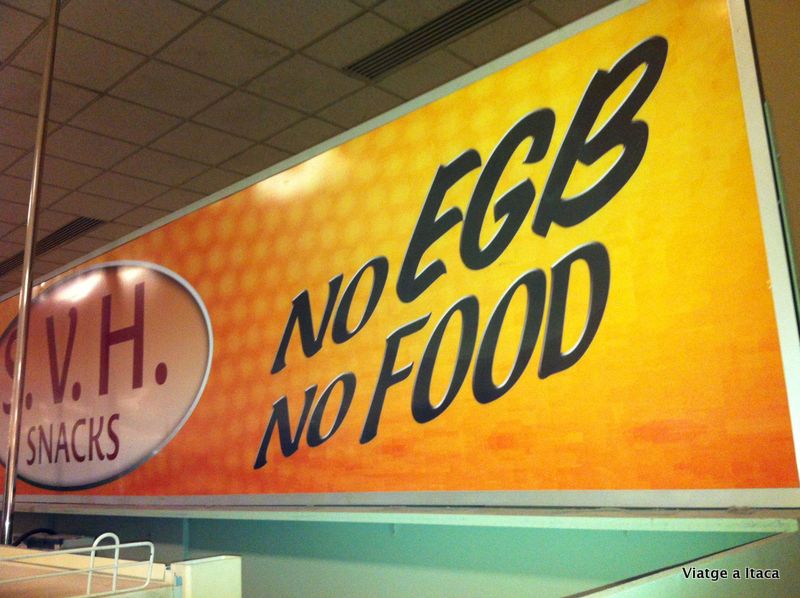 S.V.H.
SNACKS
NO EGB
NO FOOD
Viatge a Itaca